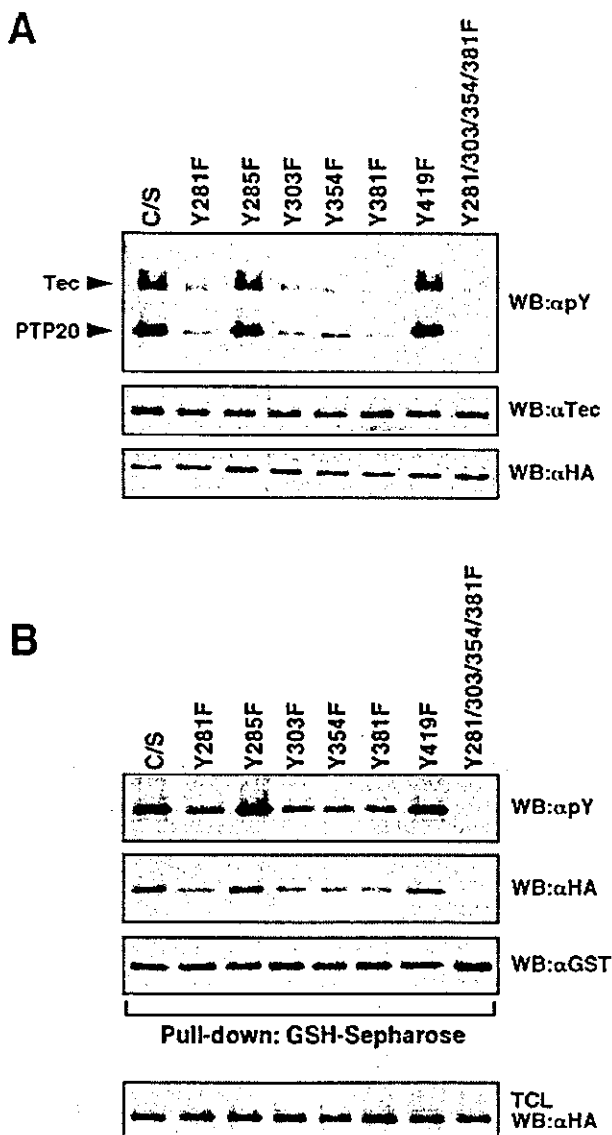 A
C/S
Y281F
Y285F
Y303F
Y354F
Y381F
Y419F
Y281/303/354/381F
Tec
PTP20
WB:αpY
WB:αTec
WB:αHA
B
C/S
Y281F
Y285F
Y303F
Y354F
Y381F
Y419F
Y281/303/354/381F
WB:αpY
WB:αHA
WB:αGST
Pull-down: GSH-Sepharose
TCL
WB:αHA